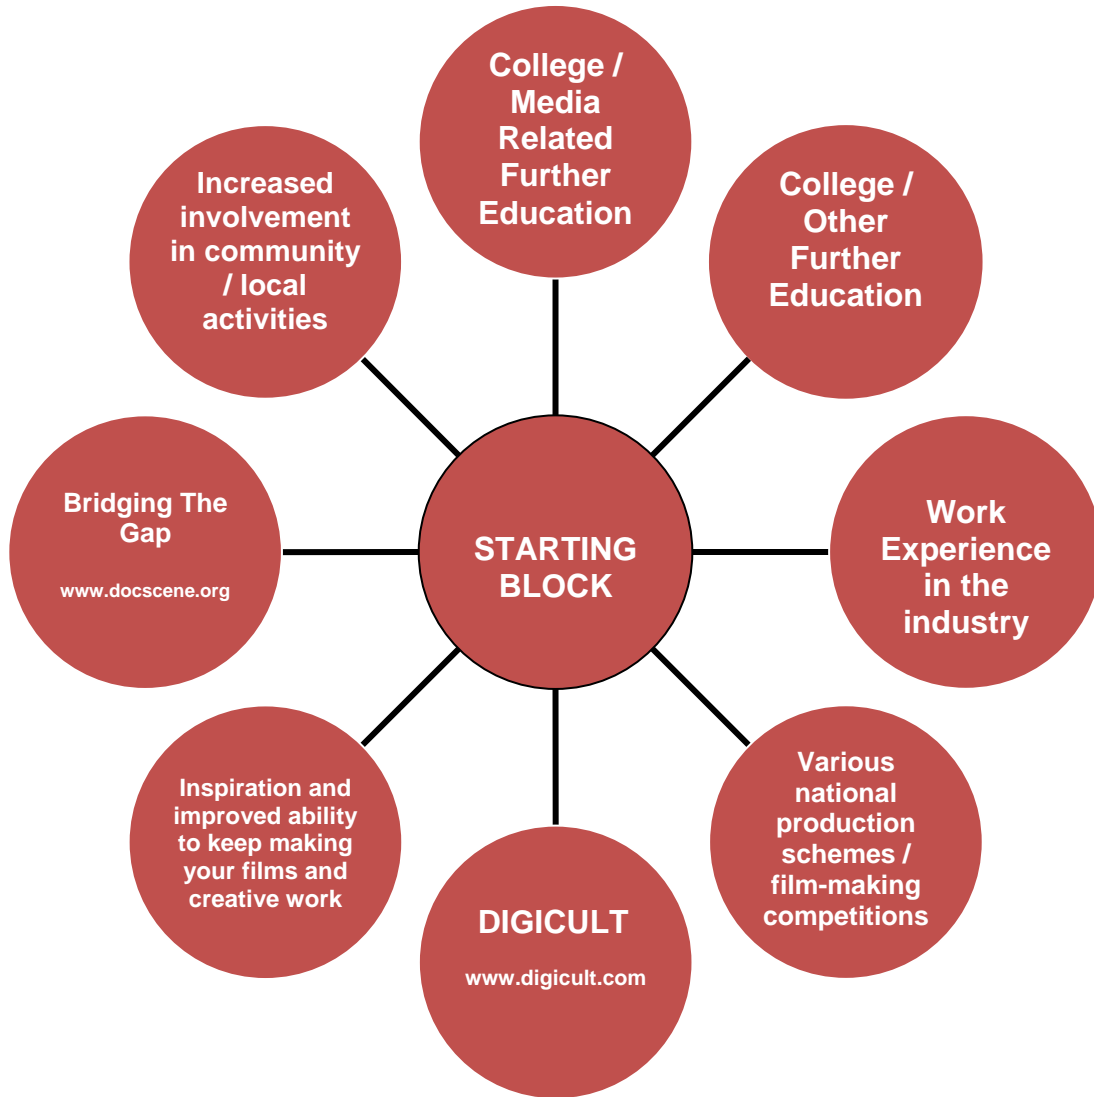 College /
Media
Related
Further
Education
College /
Other
Further
Education
Work
Experience
in the
industry
Various
national
production
schemes /
film-making
competitions
DIGICULT
www.digicult.com
Inspiration and
improved ability
to keep making
your films and
creative work
Bridging The
Gap
www.docscene.org
Increased
involvement
in community
/ local
activities
STARTING
BLOCK